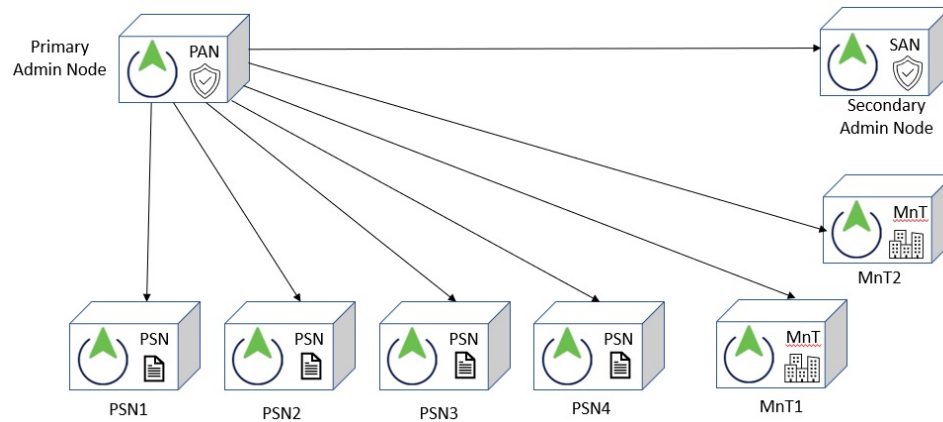 Primary
Admin Node
PAN
SAN
Secondary
Admin Node
MnT
MnT2
PSN
PSN
PSN
PSN
MnT
PSN1
PSN2
PSN3
PSN4
MnT1